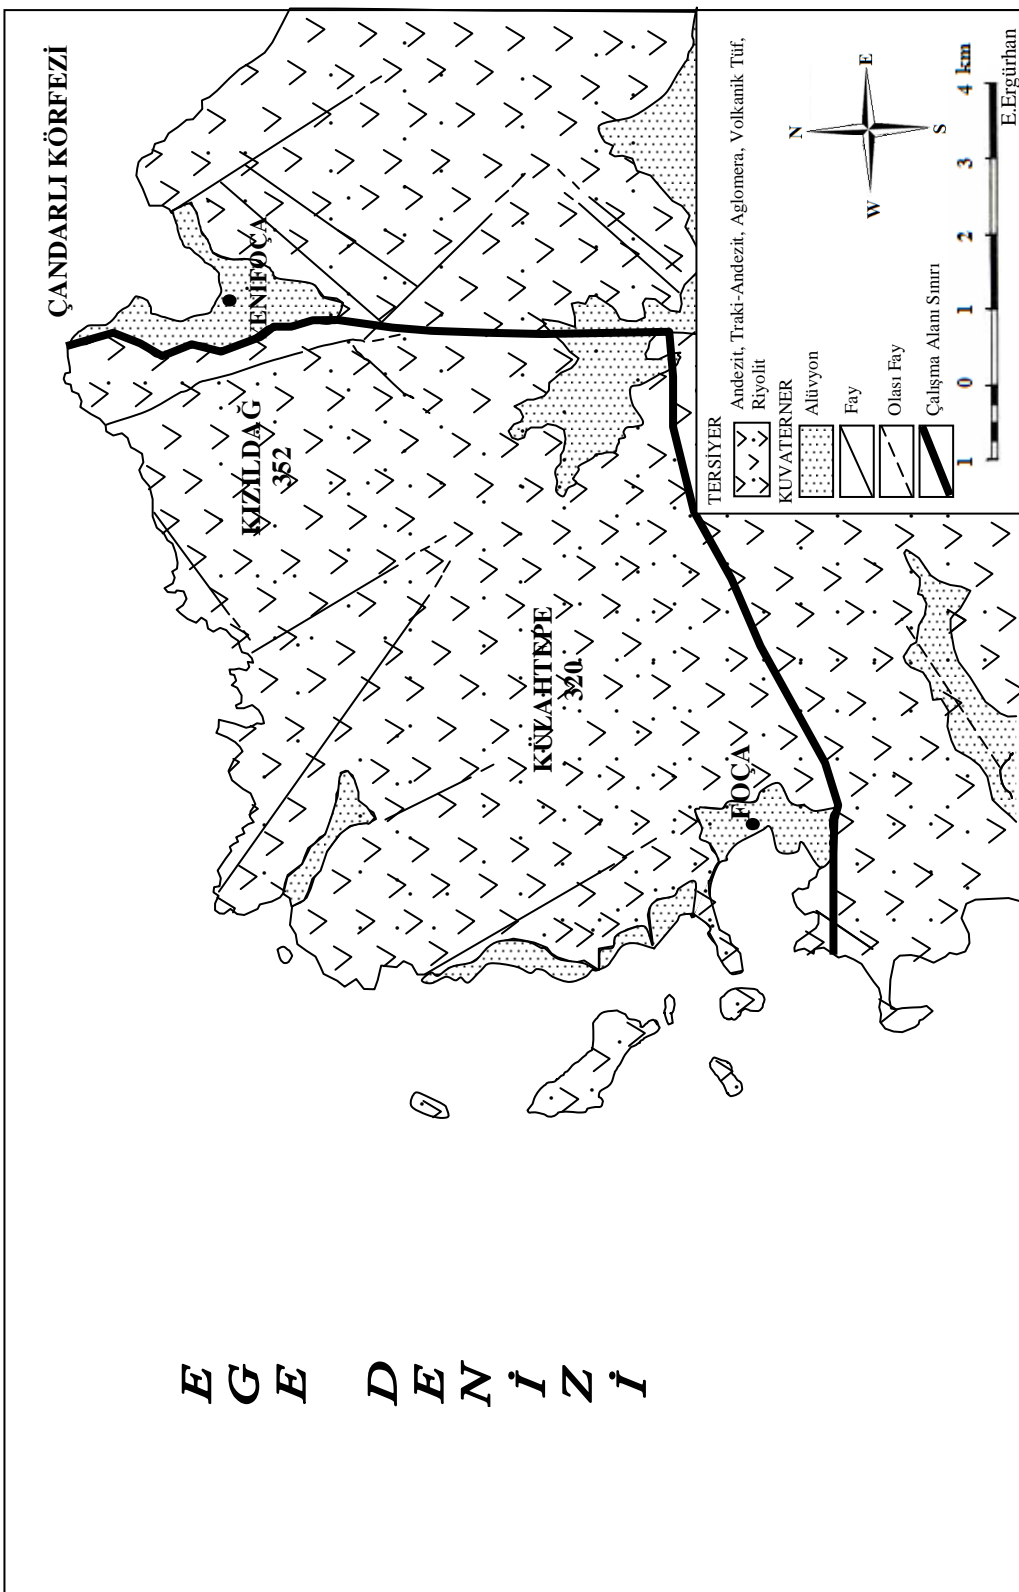 ÇANDARLI KÖRFEZİ
YENİFOÇA
KIZILDAĞ
352
KÜLAHTEPE
320
FOÇA
EGE DENİZİ
TERSİYER
Andezit, Traki-Andezit, Aglomera, Volkanik Tüf,
Riyolit
KUVATERNER
Alüvyon
Fay
Olası Fay
Çalışma Alanı Sınırı
N
E
S
W
1 0 1 2 3 4 km
E.Ergürhan